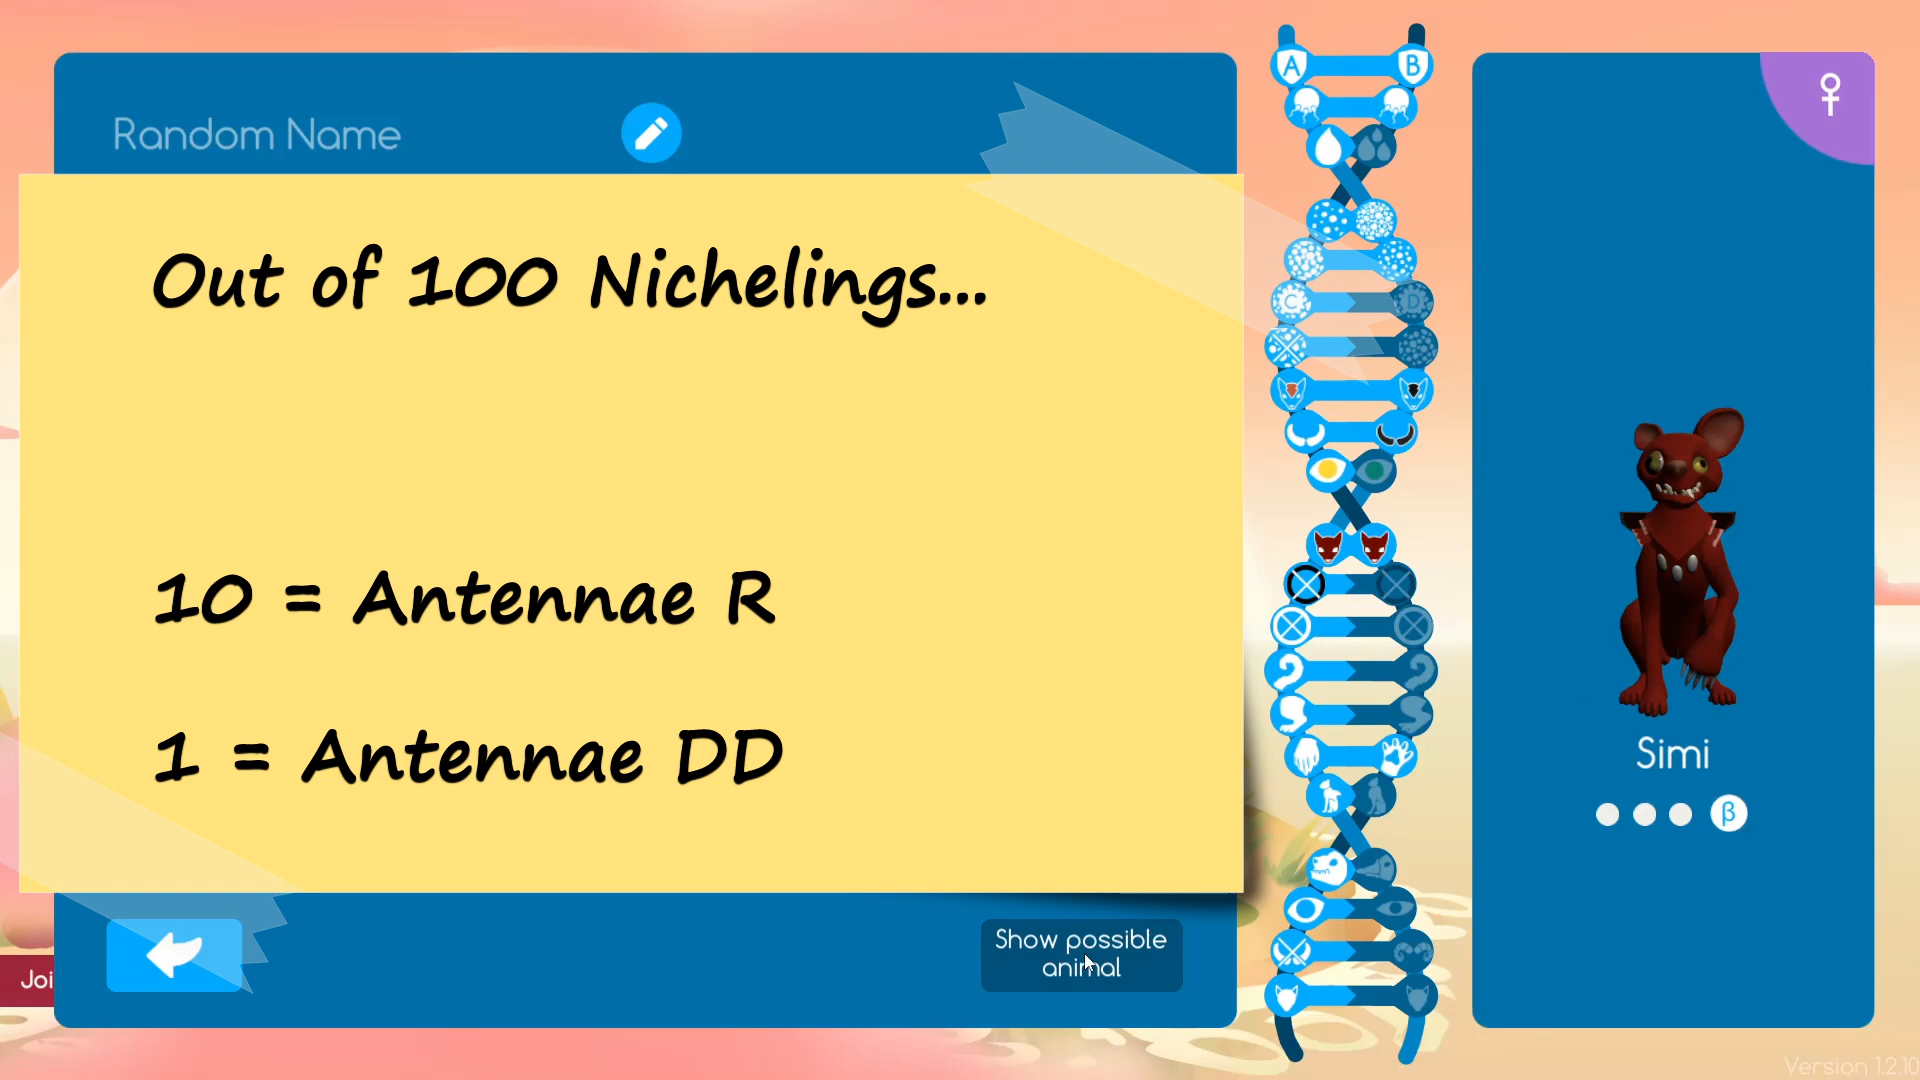 Random Name
Out of 100 Nichelings...
10 = Antennae R
1 = Antennae DD
Show possible
animal
Joi
A B
C D
Simi
β
Version 1.2.10